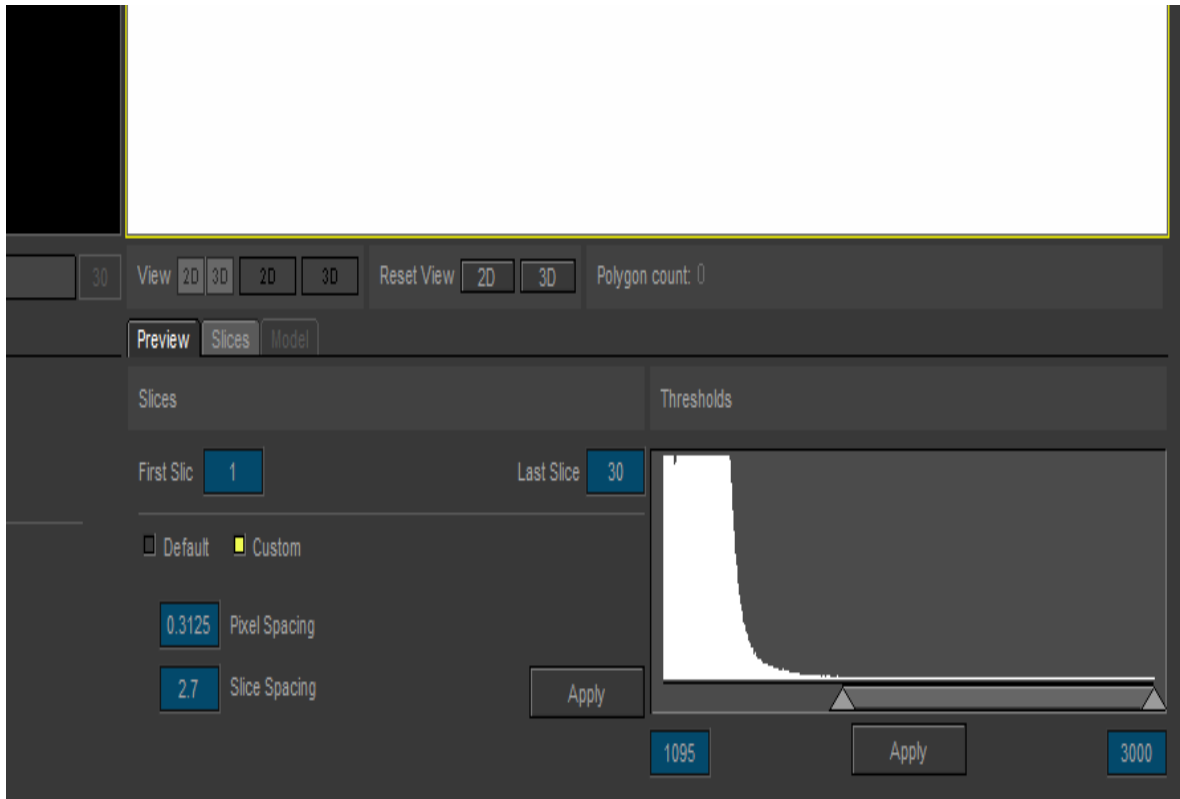 30 View 2D 3D 2D 3D Reset View 2D 3D Polygon count: 0
Preview Slices Model
Slices Thresholds
First Slic 1 Last Slice 30
Default Custom
0.3125 Pixel Spacing
2.7 Slice Spacing Apply
1095 Apply 3000